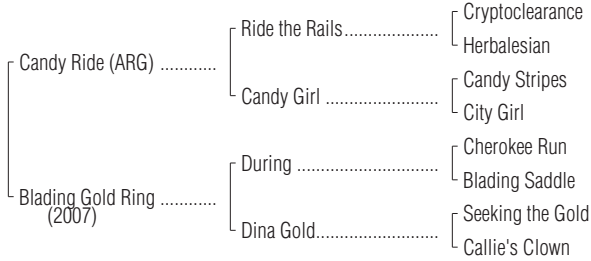 Cryptoclearance
Ride the Rails.....................
Herbalesian
Candy Ride (ARG) ............
Candy Stripes
Candy Girl .........................
City Girl
Cherokee Run
During ................................
Blading Saddle
Blading Gold Ring ............
(2007)
Seeking the Gold
Dina Gold...........................
Callie's Clown